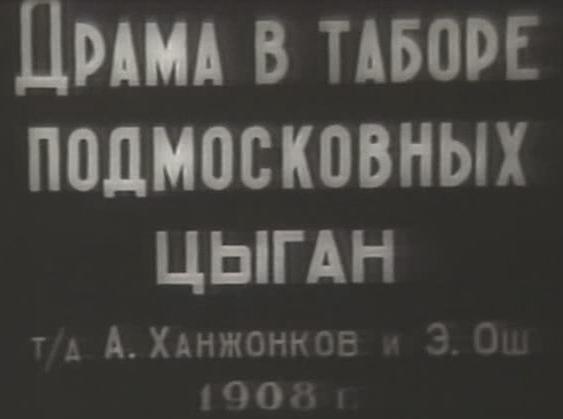 Драма в таборе
подмосковных
цыган
т/д А. Ханжонков и Э. Ош
1908 г.